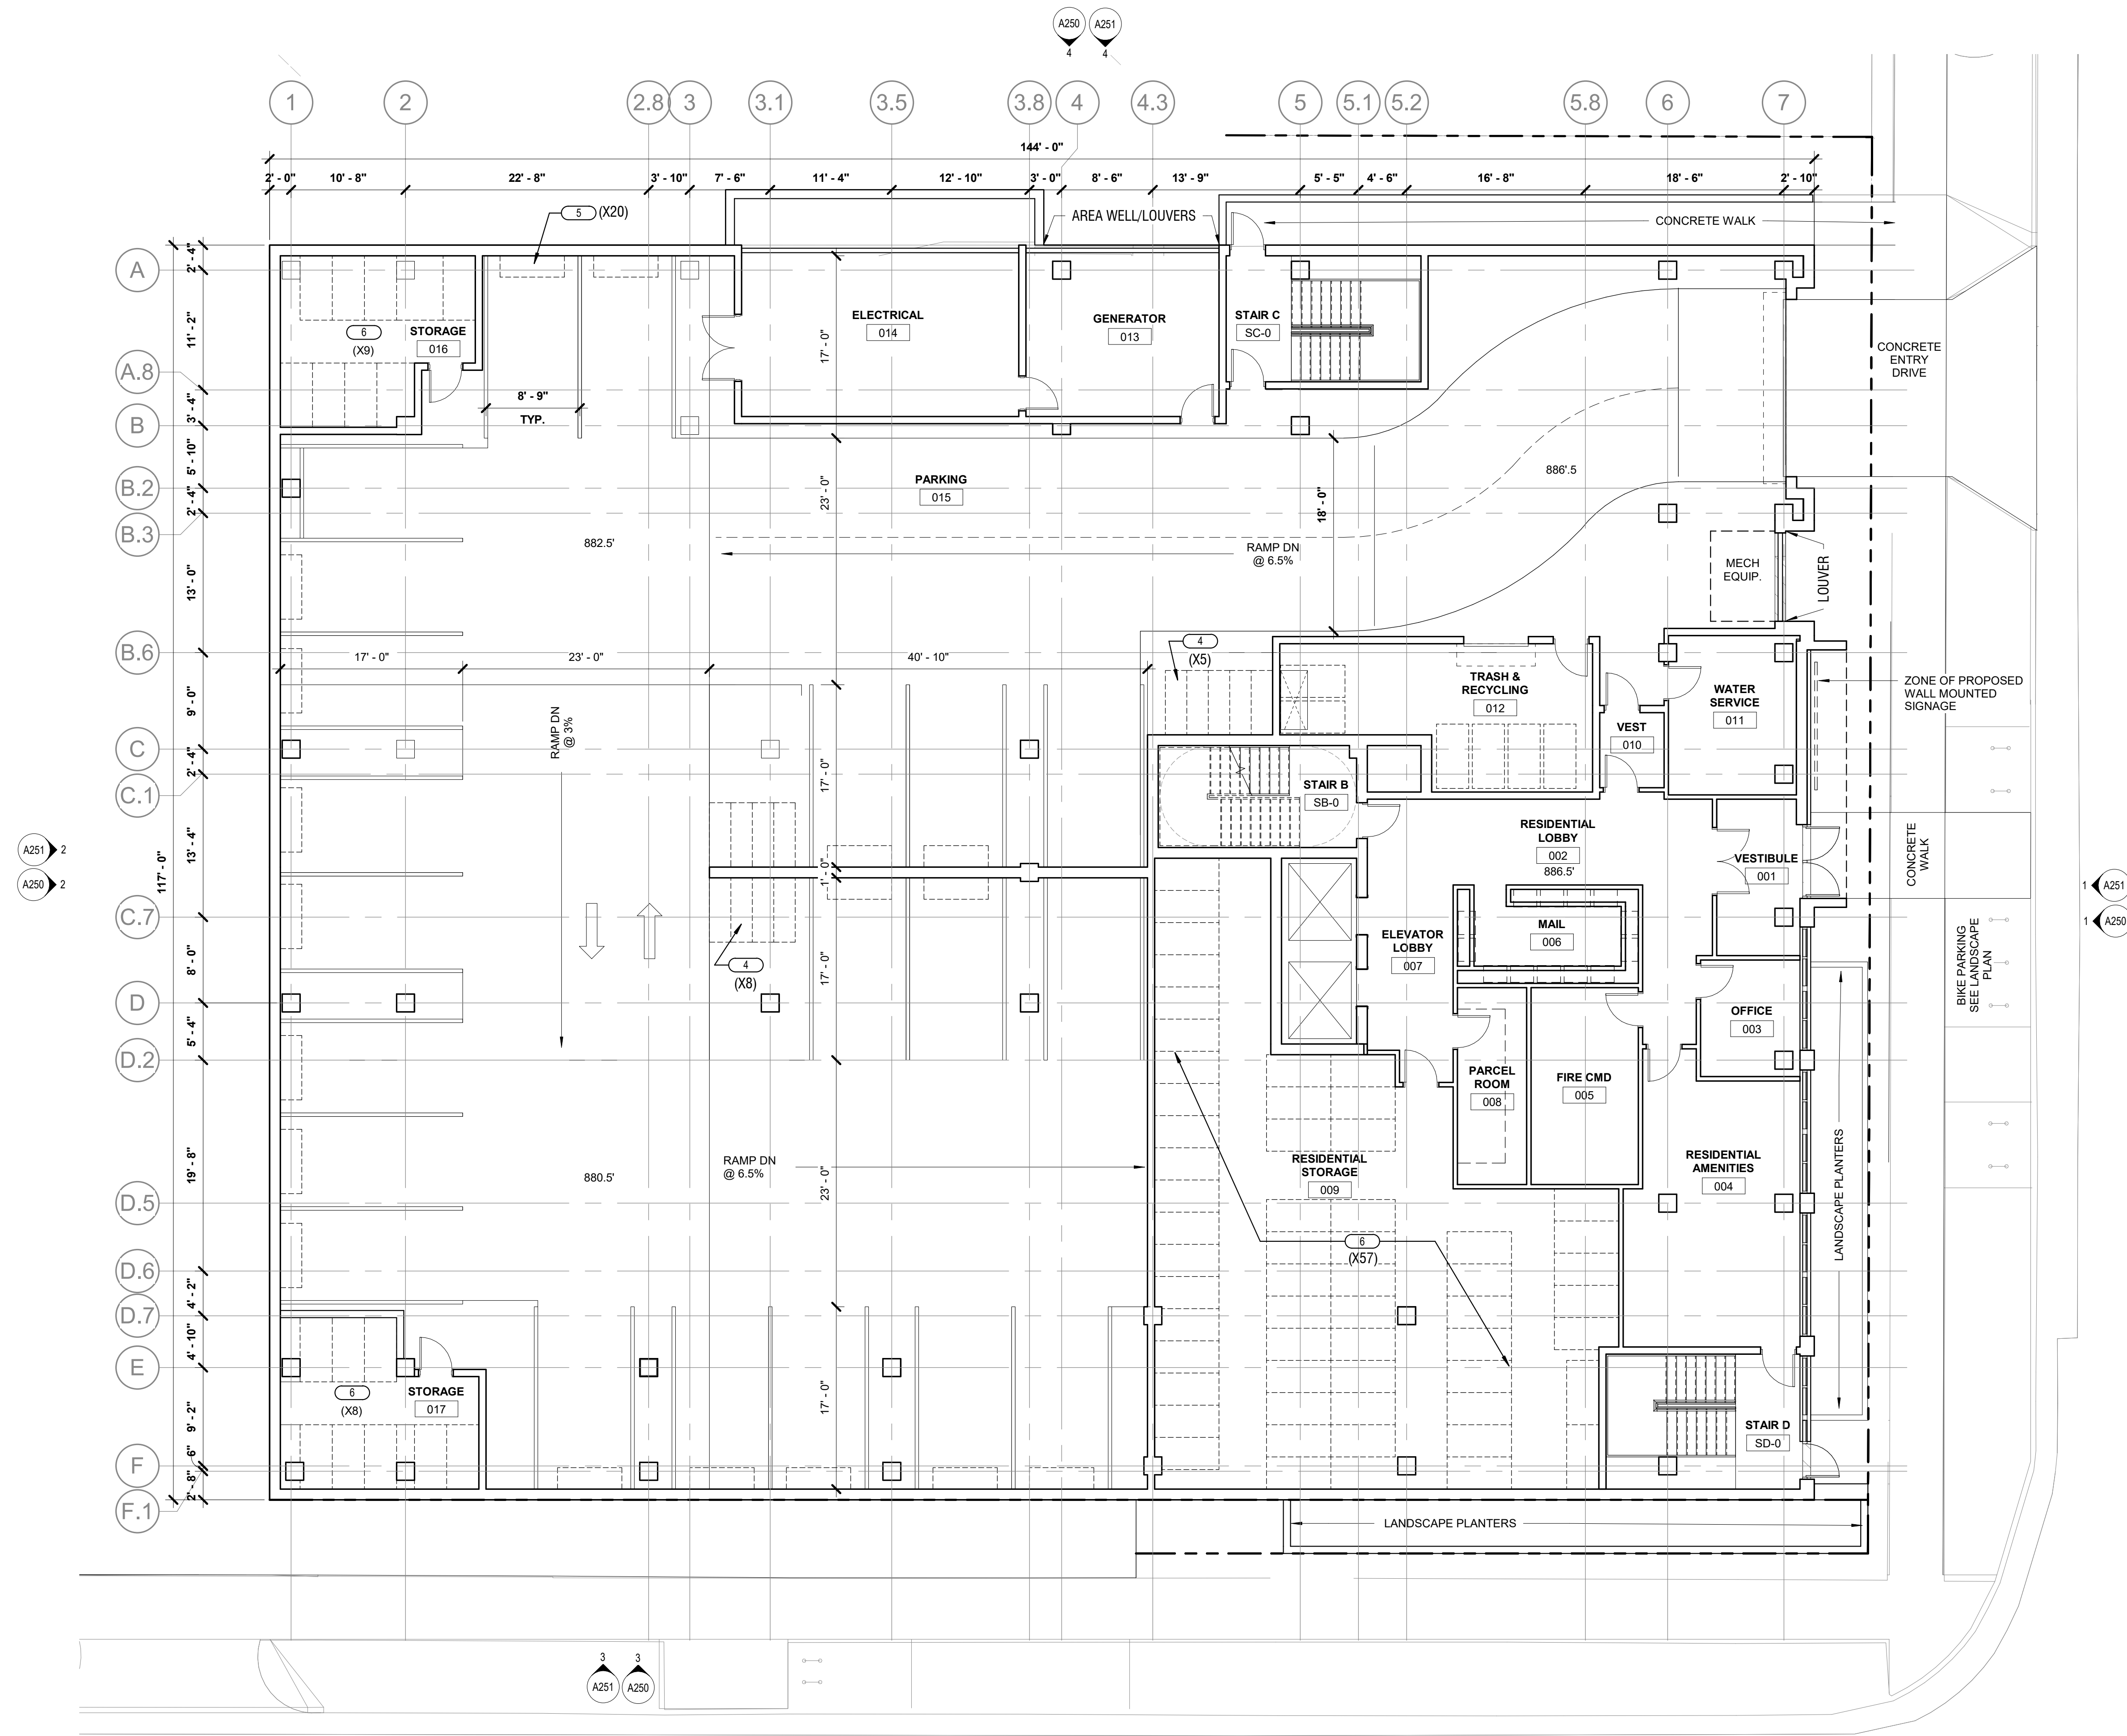 A250 A251
4 4
1 2 2.8 3 3.1 3.5 3.8 4 4.3 5 5.1 5.2 5.8 6 7
144' - 0"
2' - 0" 10' - 8" 22' - 8" 3' - 10" 7' - 6" 11' - 4" 12' - 10" 3' - 0" 8' - 6" 13' - 9" 5' - 5" 4' - 6" 16' - 8" 18' - 6" 2' - 10"
5 (X20)
AREA WELL/LOUVERS
CONCRETE WALK
A
A.8
B
B.2
B.3
B.6
C
C.1
C.7
D
D.2
D.5
D.6
D.7
E
F
F.1
117' - 0"
2' - 4"
11' - 2"
3' - 4"
5' - 10"
2' - 4"
13' - 0"
9' - 0"
2' - 4"
13' - 4"
8' - 0"
5' - 4"
19' - 8"
4' - 2"
4' - 10"
9' - 2"
6"
2' - 8"
6
(X9)
STORAGE
016
8' - 9"
TYP.
17' - 0"
ELECTRICAL
014
GENERATOR
013
STAIR C
SC-0
CONCRETE
ENTRY
DRIVE
PARKING
015
23' - 0"
18' - 0"
886'.5
882.5'
RAMP DN
@ 6.5%
MECH
EQUIP.
LOUVER
17' - 0" 23' - 0" 40' - 10"
4
(X5)
TRASH &
RECYCLING
012
WATER
SERVICE
011
VEST
010
ZONE OF PROPOSED
WALL MOUNTED
SIGNAGE
RAMP DN
@ 3%
17' - 0"
1' - 0"
17' - 0"
STAIR B
SB-0
RESIDENTIAL
LOBBY
002
886.5'
VESTIBULE
001
CONCRETE
WALK
A251 2
A250 2
1 A251
1 A250
MAIL
006
ELEVATOR
LOBBY
007
4
(X8)
BIKE PARKING
SEE LANDSCAPE
PLAN
OFFICE
003
PARCEL
ROOM
008
FIRE CMD
005
RAMP DN
@ 6.5%
880.5'
23' - 0"
RESIDENTIAL
STORAGE
009
RESIDENTIAL
AMENITIES
004
LANDSCAPE PLANTERS
6
(X57)
6
(X8)
STORAGE
017
17' - 0"
STAIR D
SD-0
LANDSCAPE PLANTERS
3 3
A251 A250